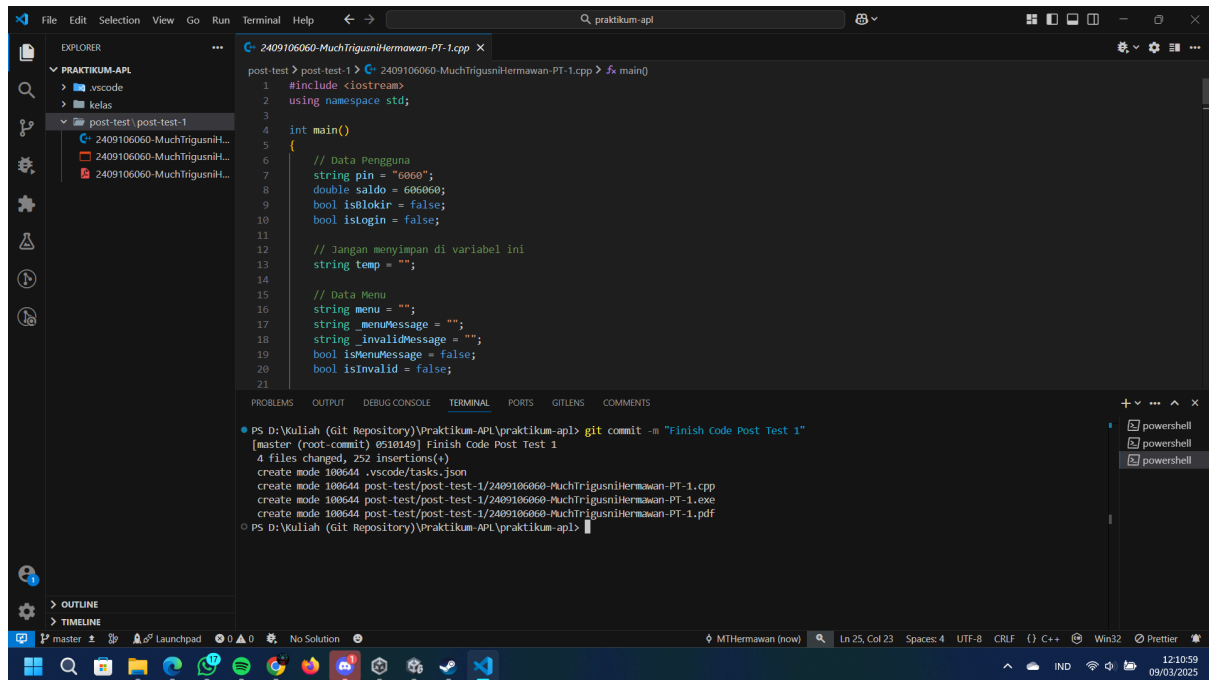 File Edit Selection View Go Run Terminal Help
praktikum-apl
EXPLORER
PRAKTIKUM-APL
.vscode
kelas
post-test\post-test-1
2409106060-MuchTrigusniH...
2409106060-MuchTrigusniH...
2409106060-MuchTrigusniH...
OUTLINE
TIMELINE
2409106060-MuchTrigusniHermawan-PT-1.cpp
post-test > post-test-1 > 2409106060-MuchTrigusniHermawan-PT-1.cpp > main()
1 #include <iostream>
2 using namespace std;
3
4 int main()
5 {
6 // Data Pengguna
7 string pin = "6060";
8 double saldo = 606060;
9 bool isBlokir = false;
10 bool isLogin = false;
11
12 // Jangan menyimpan di variabel ini
13 string temp = "";
14
15 // Data Menu
16 string menu = "";
17 string _menuMessage = "";
18 string _invalidMessage = "";
19 bool isMenuMessage = false;
20 bool isInvalid = false;
21
PROBLEMS OUTPUT DEBUG CONSOLE TERMINAL PORTS GITLENS COMMENTS
PS D:\Kuliah (Git Repository)\Praktikum-APL\praktikum-apl> git commit -m "Finish Code Post Test 1"
[master (root-commit) 0510149] Finish Code Post Test 1
4 files changed, 252 insertions(+)
create mode 100644 .vscode/tasks.json
create mode 100644 post-test/post-test-1/2409106060-MuchTrigusniHermawan-PT-1.cpp
create mode 100644 post-test/post-test-1/2409106060-MuchTrigusniHermawan-PT-1.exe
create mode 100644 post-test/post-test-1/2409106060-MuchTrigusniHermawan-PT-1.pdf
PS D:\Kuliah (Git Repository)\Praktikum-APL\praktikum-apl>
powershell
powershell
powershell
1
master Launchpad 0 0 No Solution MTHermawan (now) Ln 25, Col 23 Spaces: 4 UTF-8 CRLF {} C++ Win32 Prettier
17
IND
12:10:59
09/03/2025